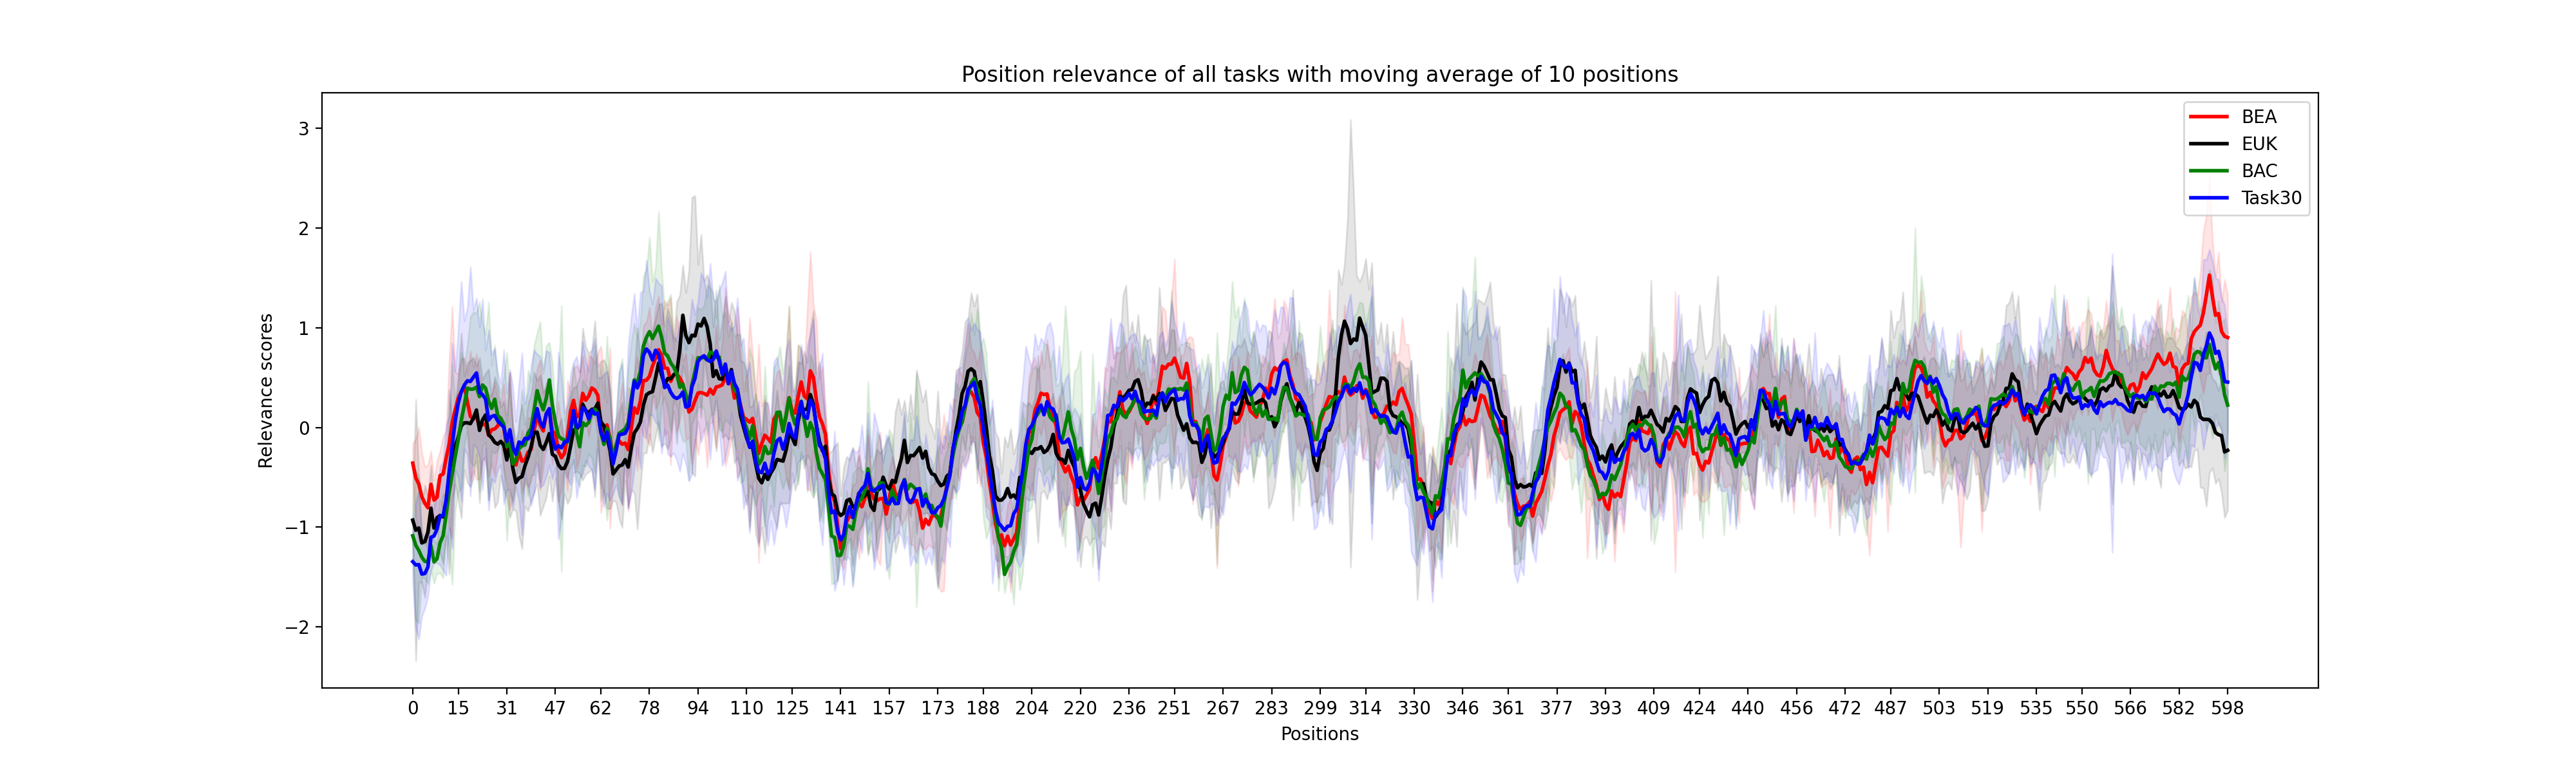 Position relevance of all tasks with moving average of 10 positions
3
2
1
0
−1
−2
Relevance scores
BEA
EUK
BAC
Task30
0 15 31 47 62 78 94 110 125 141 157 173 188 204 220 236 251 267 283 299 314 330 346 361 377 393 409 424 440 456 472 487 503 519 535 550 566 582 598
Positions